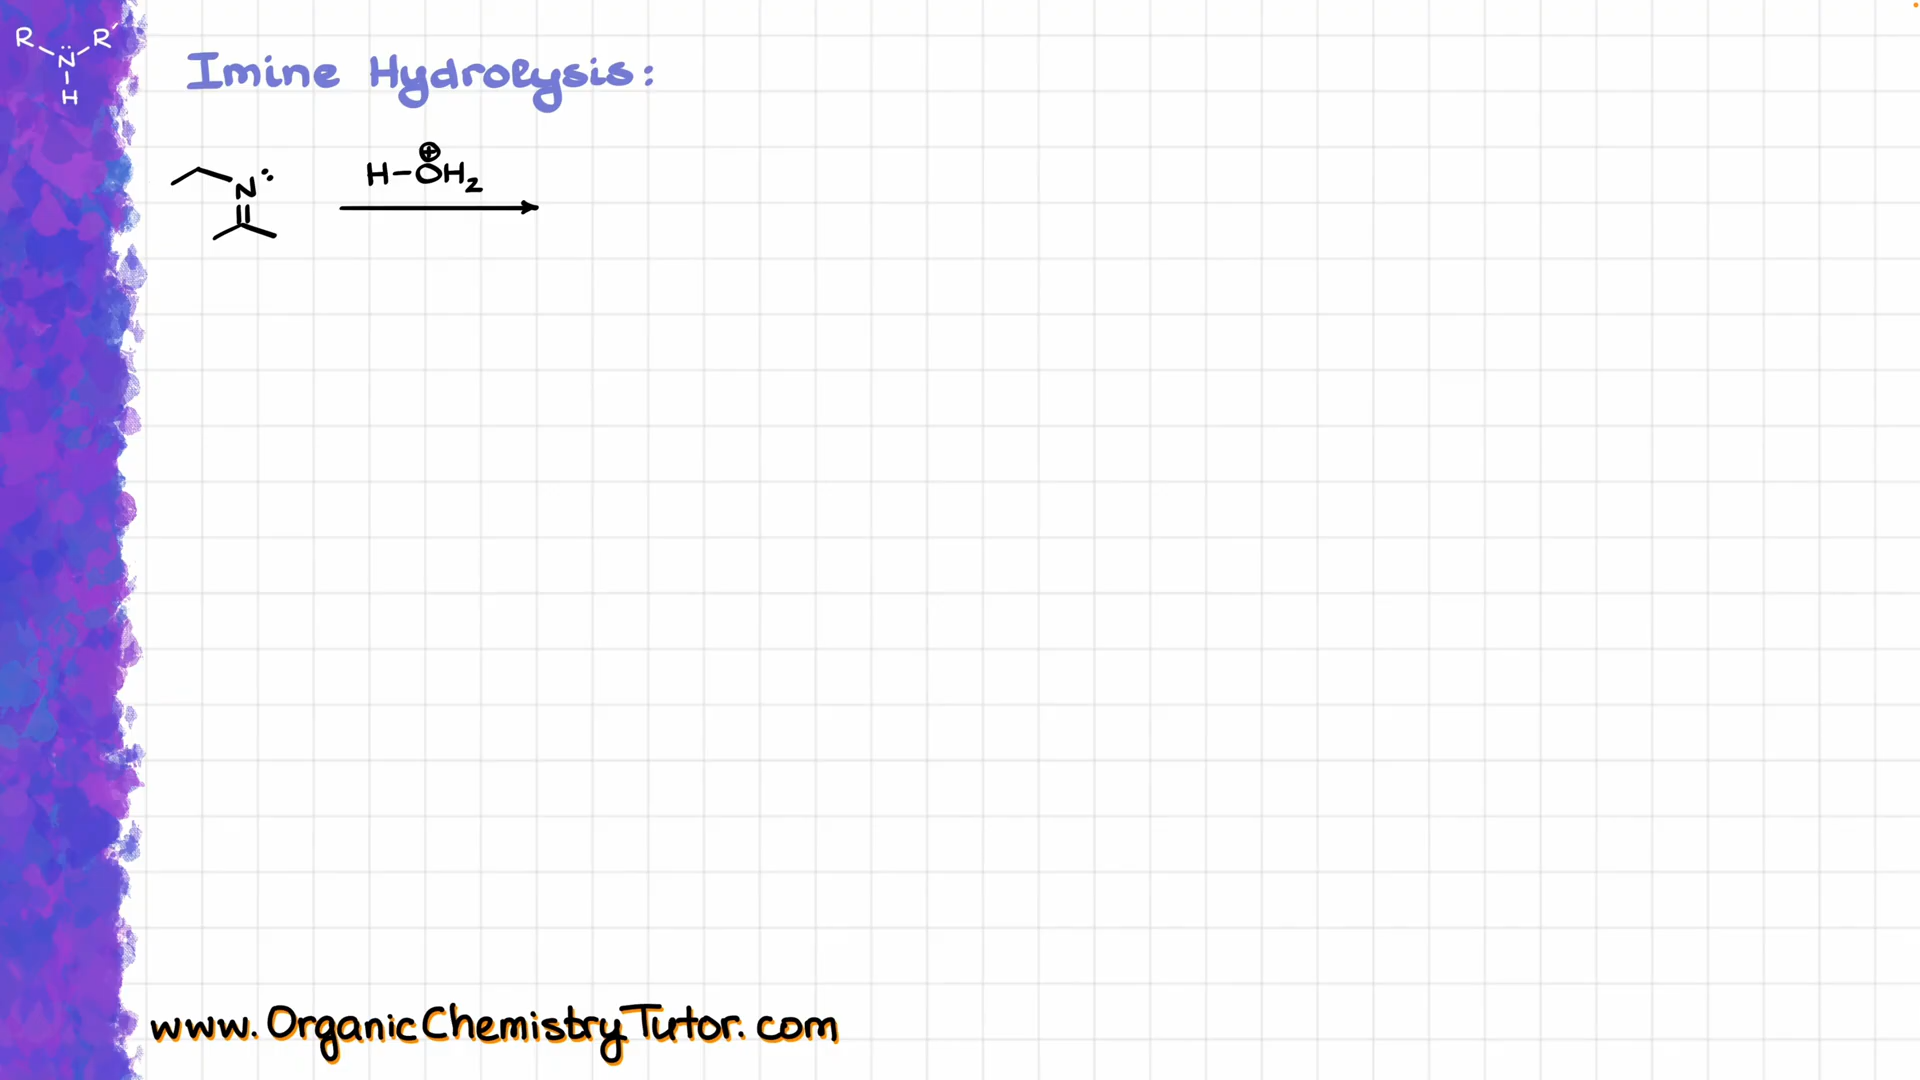 R N̈ R´
H
Imine Hydrolysis:
H-OH₂
⊕
N:
www.OrganicChemistryTutor.com